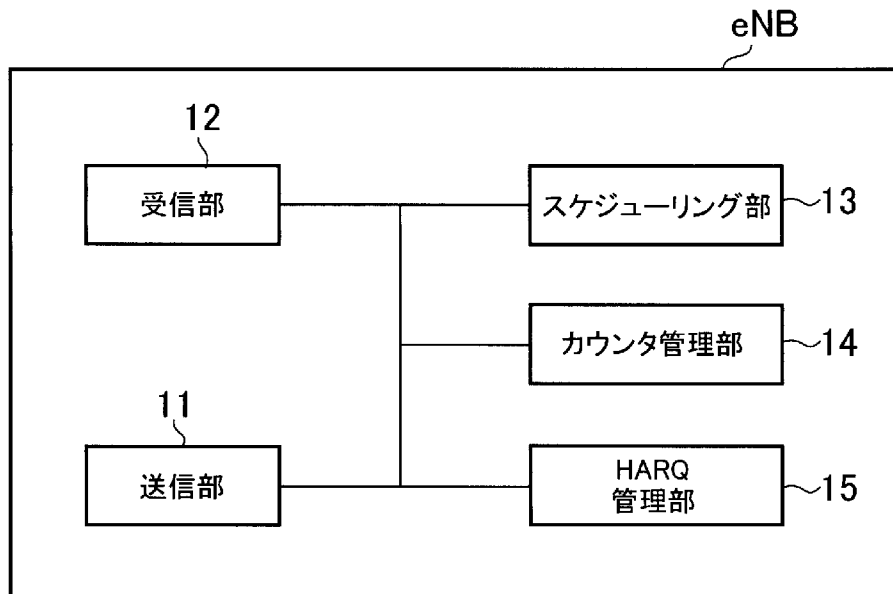 eNB
12
受信部
スケジューリング部
13
カウンタ管理部
14
11
送信部
HARQ
管理部
15